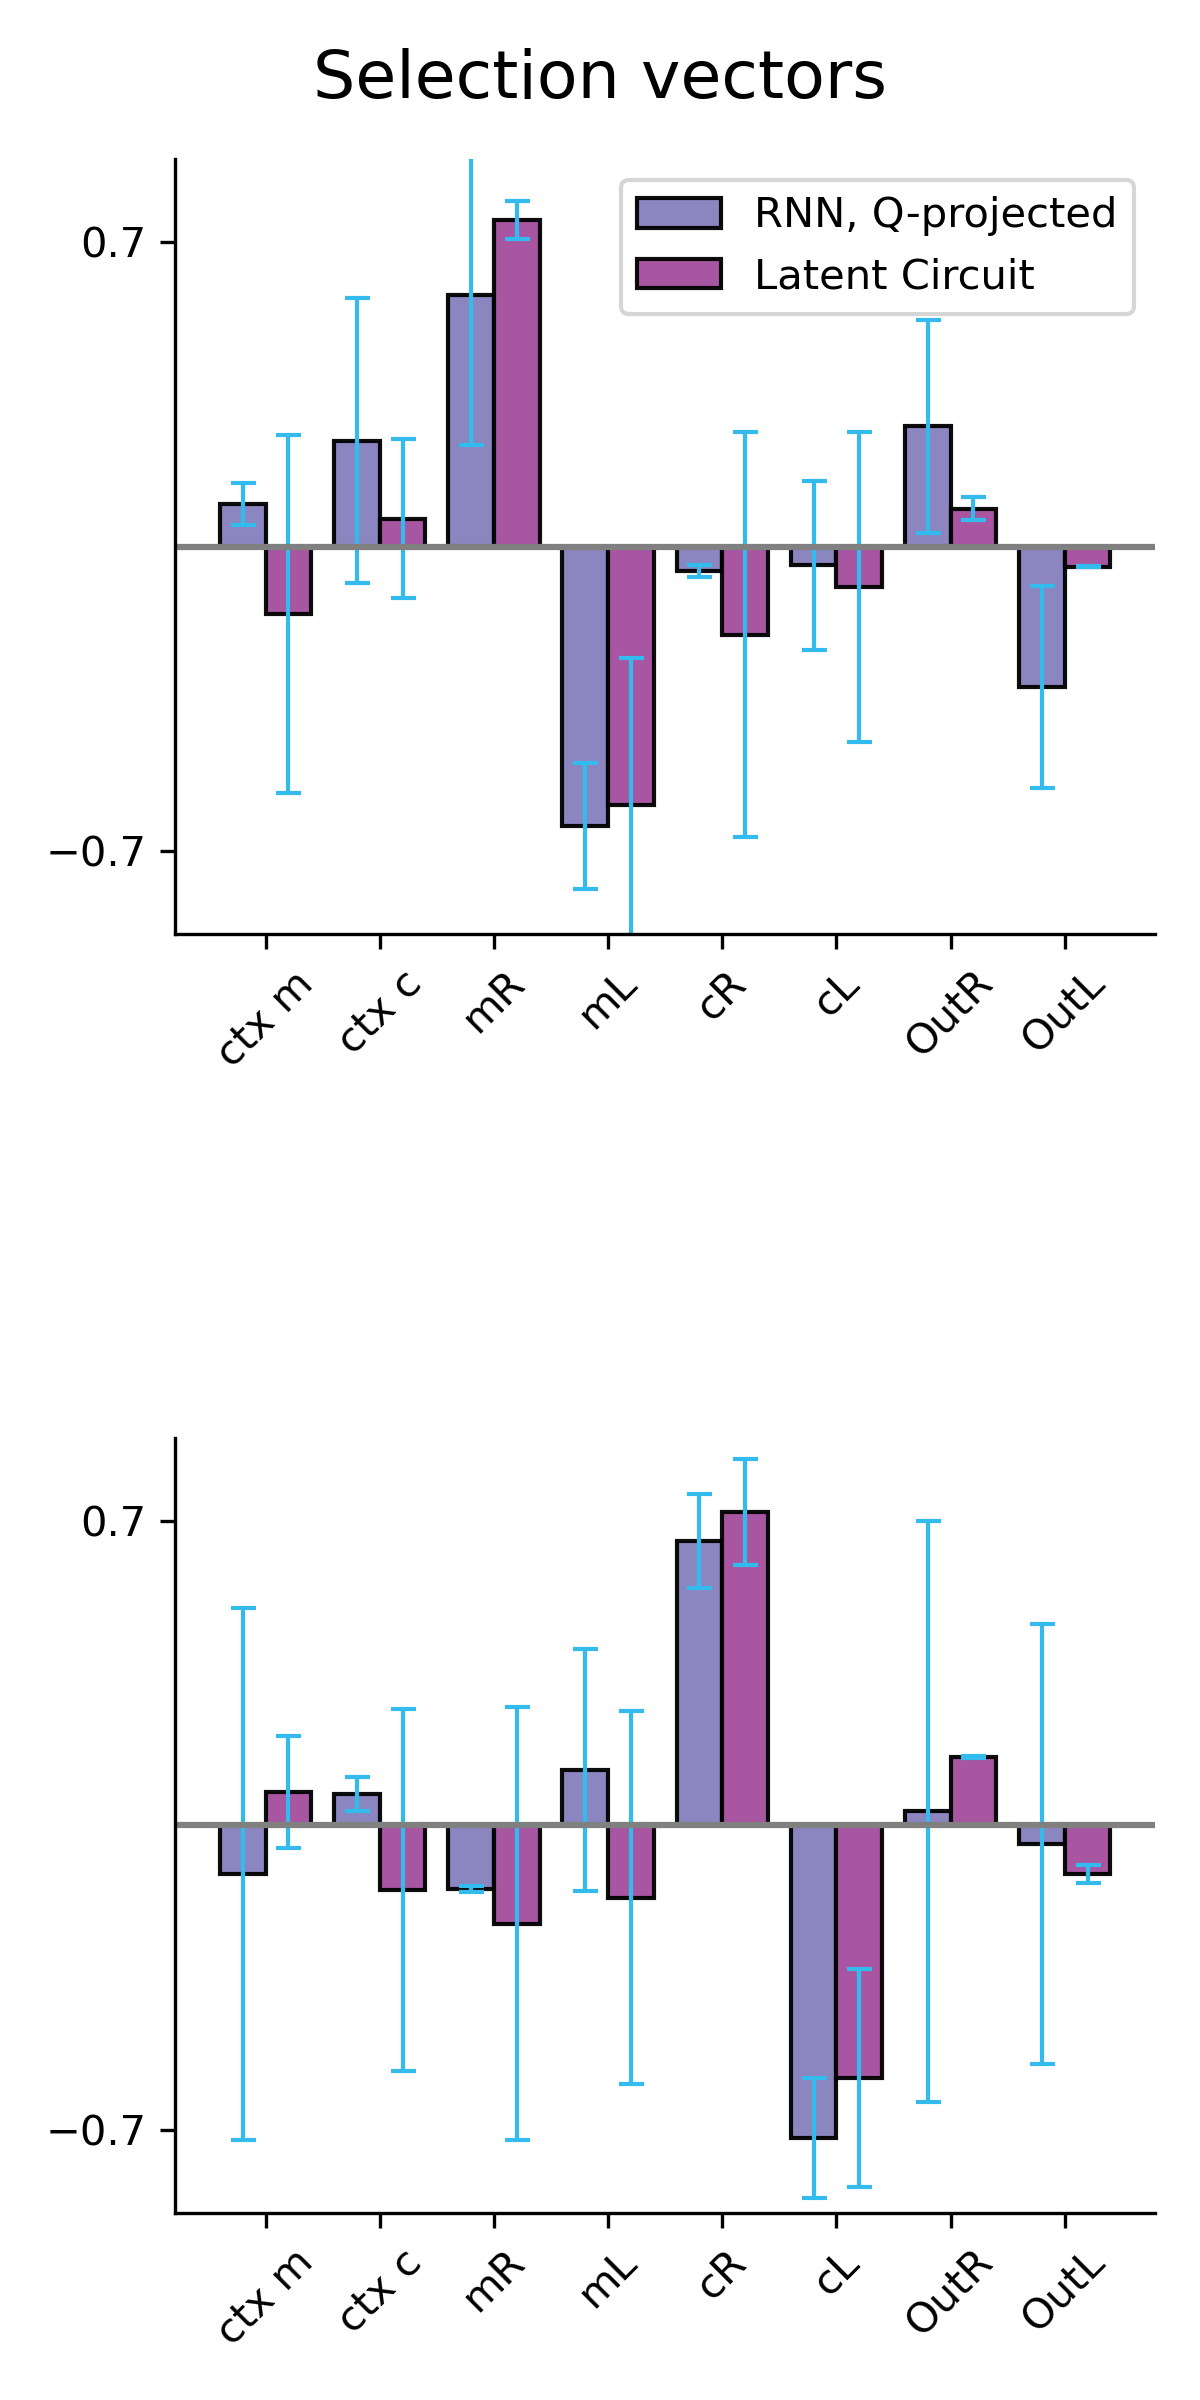 Selection vectors
RNN, Q-projected
Latent Circuit
0.7
−0.7
ctx m
ctx c
mR
mL
cR
cL
OutR
OutL
0.7
−0.7
ctx m
ctx c
mR
mL
cR
cL
OutR
OutL